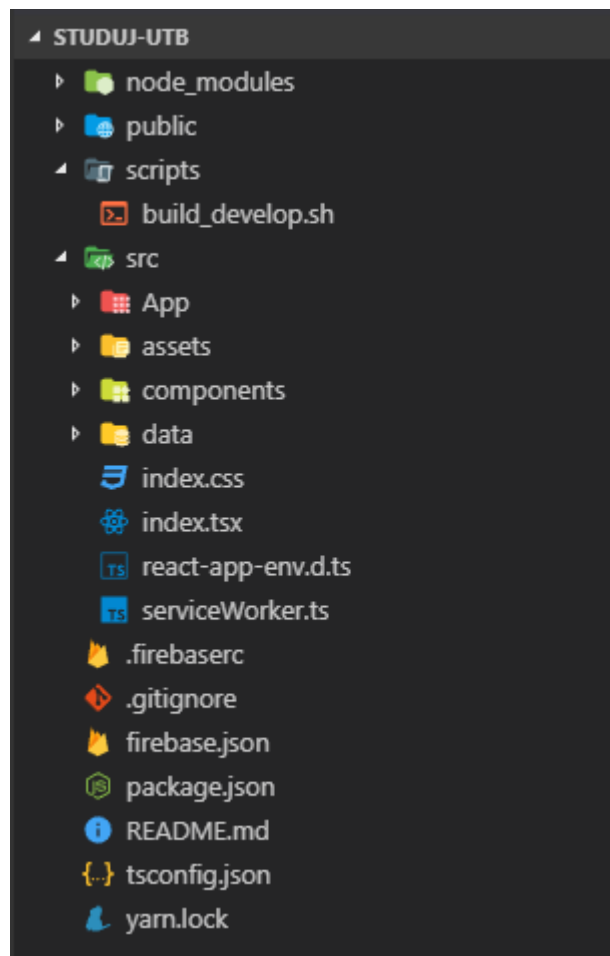 STUDUJ-UTB
node_modules
public
scripts
build_develop.sh
src
App
assets
components
data
index.css
index.tsx
react-app-env.d.ts
serviceWorker.ts
.firebaserc
.gitignore
firebase.json
package.json
README.md
tsconfig.json
yarn.lock